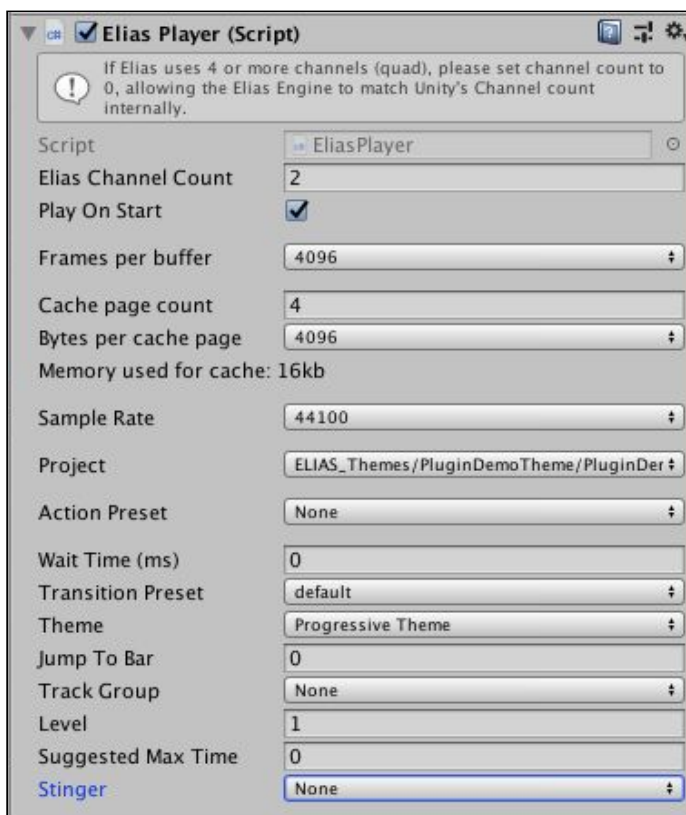 Elias Player (Script)
If Elias uses 4 or more channels (quad), please set channel count to
0, allowing the Elias Engine to match Unity's Channel count
internally.
Script EliasPlayer
Elias Channel Count 2
Play On Start
Frames per buffer 4096
Cache page count 4
Bytes per cache page 4096
Memory used for cache: 16kb
Sample Rate 44100
Project ELIAS_Themes/PluginDemoTheme/PluginDer
Action Preset None
Wait Time (ms) 0
Transition Preset default
Theme Progressive Theme
Jump To Bar 0
Track Group None
Level 1
Suggested Max Time 0
Stinger None